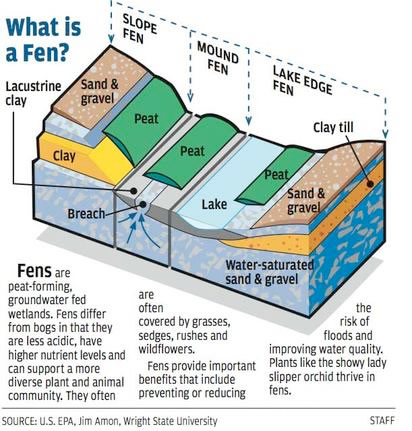 What is
a Fen?
SLOPE
FEN
MOUND
FEN
LAKE EDGE
FEN
Lacustrine
clay
Sand &
gravel
Peat
Clay
Peat
Breach
Lake
Peat
Sand &
gravel
Clay till
Water-saturated
sand & gravel
Fens are
peat-forming,
groundwater fed
wetlands. Fens differ
from bogs in that they
are less acidic, have
higher nutrient levels and
can support a more
diverse plant and animal
community. They often
are
often
covered by grasses,
sedges, rushes and
wildflowers.
Fens provide important
benefits that include
preventing or reducing
the
risk of
floods and
improving water quality.
Plants like the showy lady
slipper orchid thrive in
fens.
SOURCE: U.S. EPA, Jim Amon, Wright State University
STAFF